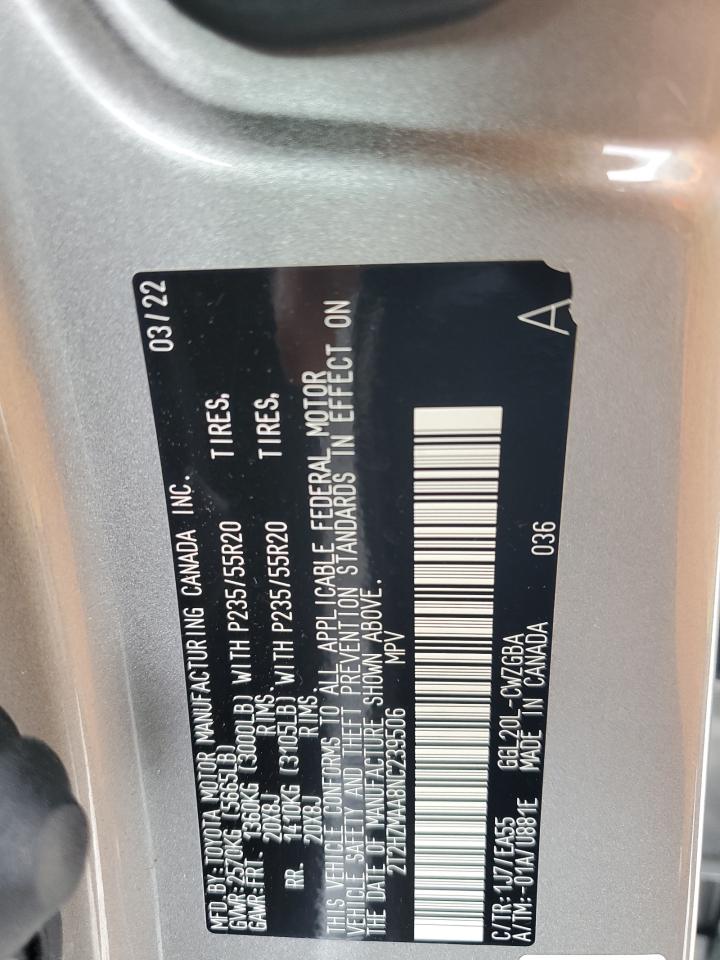 MFD.BY:TOYOTA MOTOR MANUFACTURING CANADA INC. 03/22
GVWR:2570KG (5665LB)
GAWR:FRT. 1360KG (3000LB) WITH P235/55R20 TIRES,
20X8J RIMS.
RR. 1410KG (3105LB) WITH P235/55R20 TIRES,
20X8J RIMS.
THIS VEHICLE CONFORMS TO ALL APPLICABLE FEDERAL MOTOR
VEHICLE SAFETY AND THEFT PREVENTION STANDARDS IN EFFECT ON
THE DATE OF MANUFACTURE SHOWN ABOVE.
2T2HZMAA8NC239506 MPV
C/TR:1J7/EA55 GGL20L-CWZGBA
A/TM:-01A/U881E MADE IN CANADA 036
A